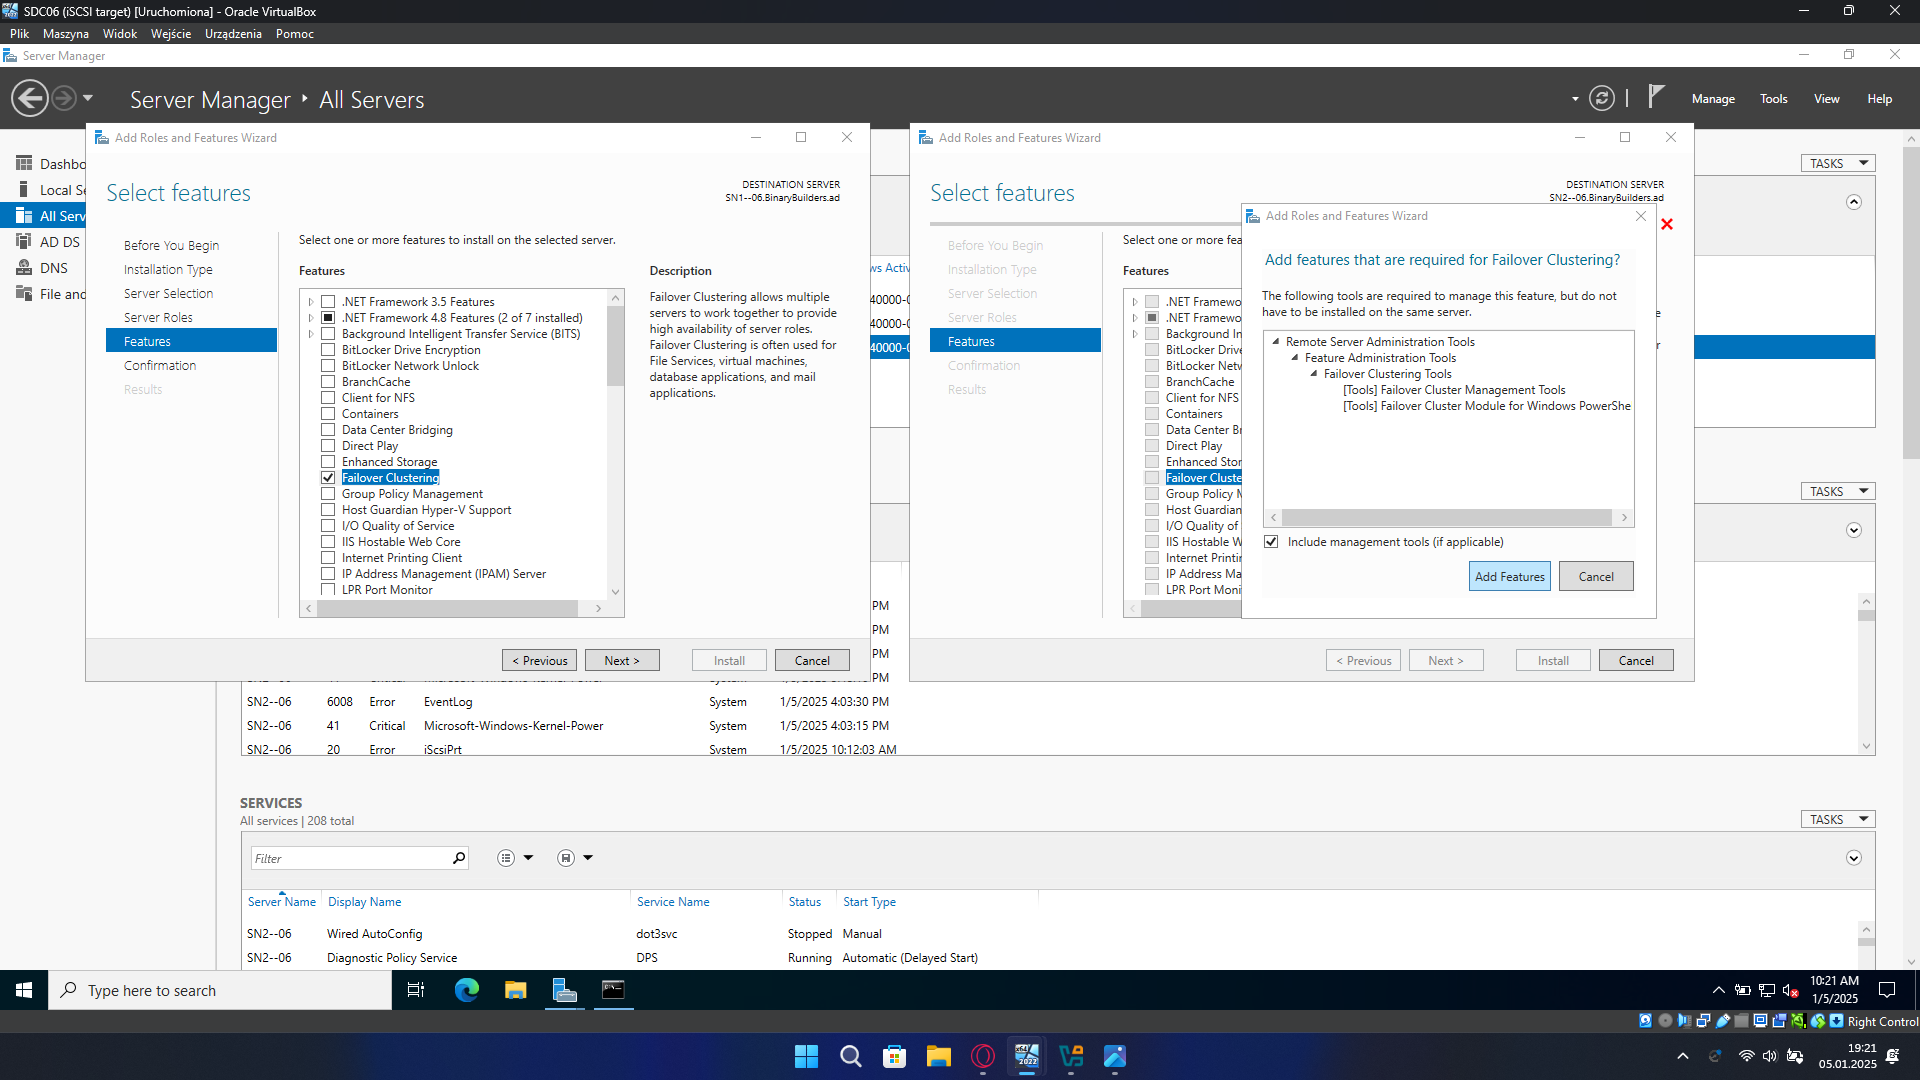 SDC06 (iSCSI target) [Uruchomiona] - Oracle VirtualBox
Plik Maszyna Widok Wejście Urządzenia Pomoc
Server Manager
Server Manager ‣ All Servers
Manage Tools View Help
Dashbo
Local Se
All Serv
AD DS
DNS
File and
TASKS
Add Roles and Features Wizard
Select features
DESTINATION SERVER
SN1--06.BinaryBuilders.ad
Before You Begin
Installation Type
Server Selection
Server Roles
Features
Confirmation
Results
Select one or more features to install on the selected server.
Features
.NET Framework 3.5 Features
.NET Framework 4.8 Features (2 of 7 installed)
Background Intelligent Transfer Service (BITS)
BitLocker Drive Encryption
BitLocker Network Unlock
BranchCache
Client for NFS
Containers
Data Center Bridging
Direct Play
Enhanced Storage
Failover Clustering
Group Policy Management
Host Guardian Hyper-V Support
I/O Quality of Service
IIS Hostable Web Core
Internet Printing Client
IP Address Management (IPAM) Server
LPR Port Monitor
Description
Failover Clustering allows multiple
servers to work together to provide
high availability of server roles.
Failover Clustering is often used for
File Services, virtual machines,
database applications, and mail
applications.
< Previous Next > Install Cancel
ws Activ
40000-0
40000-0
40000-0
Add Roles and Features Wizard
Select features
DESTINATION SERVER
SN2--06.BinaryBuilders.ad
Before You Begin
Installation Type
Server Selection
Server Roles
Features
Confirmation
Results
Select one or more fea
Features
.NET Framewo
.NET Framewo
Background In
BitLocker Drive
BitLocker Netw
BranchCache
Client for NFS
Containers
Data Center Br
Direct Play
Enhanced Stor
Failover Cluste
Group Policy M
Host Guardian
I/O Quality of
IIS Hostable W
Internet Printin
IP Address Ma
LPR Port Moni
Add Roles and Features Wizard
Add features that are required for Failover Clustering?
The following tools are required to manage this feature, but do not
have to be installed on the same server.
Remote Server Administration Tools
Feature Administration Tools
Failover Clustering Tools
[Tools] Failover Cluster Management Tools
[Tools] Failover Cluster Module for Windows PowerShe
Include management tools (if applicable)
Add Features Cancel
< Previous Next > Install Cancel
TASKS
PM
PM
PM
PM
SN2--06 6008 Error EventLog System 1/5/2025 4:03:30 PM
SN2--06 41 Critical Microsoft-Windows-Kernel-Power System 1/5/2025 4:03:15 PM
SN2--06 20 Error iScsiPrt System 1/5/2025 10:12:03 AM
SERVICES
All services | 208 total
TASKS
Filter
Server Name Display Name Service Name Status Start Type
SN2--06 Wired AutoConfig dot3svc Stopped Manual
SN2--06 Diagnostic Policy Service DPS Running Automatic (Delayed Start)
Type here to search
10:21 AM
1/5/2025
Right Control
19:21
05.01.2025